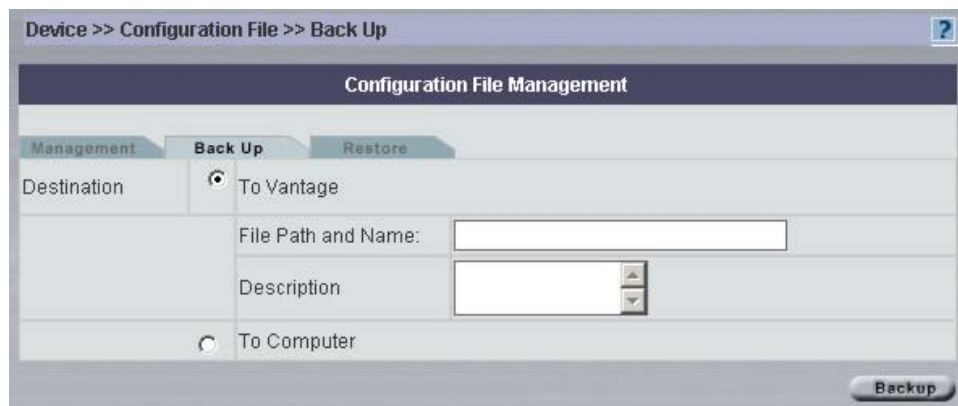 Device >> Configuration File >> Back Up
?
Configuration File Management
Management Back Up Restore
Destination To Vantage
File Path and Name:
Description
To Computer
Backup